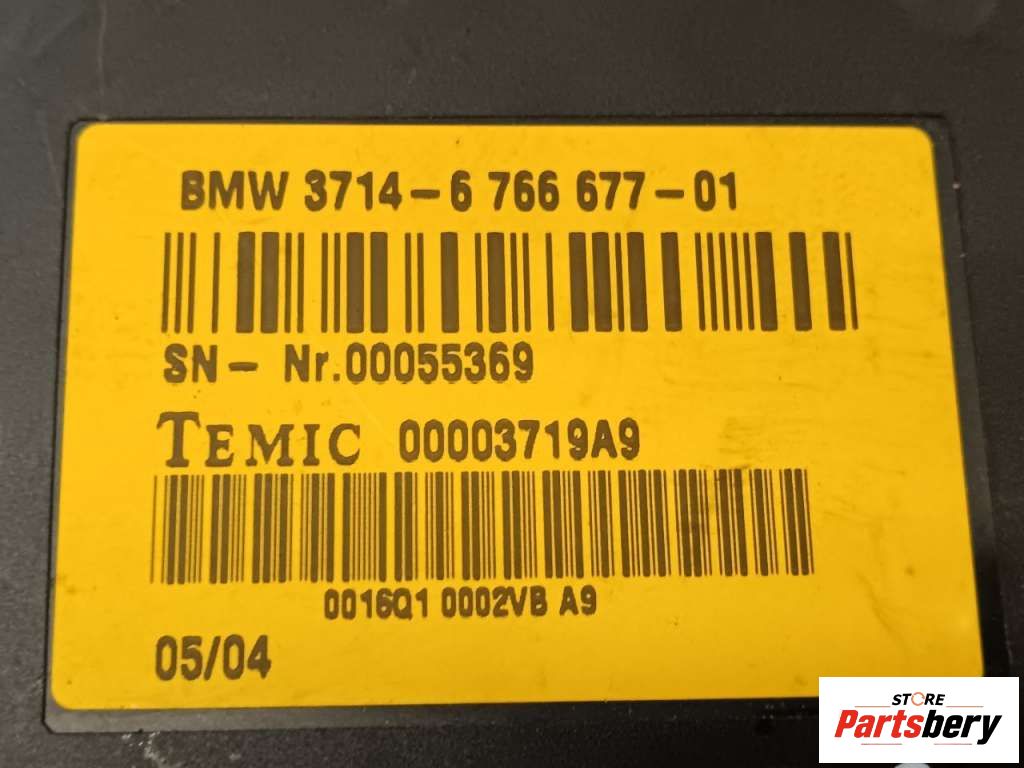 BMW 3714-6 766 677-01
SN- Nr.00055369
TEMIC 00003719A9
0016Q1 0002VB A9
05/04
STORE
Partsbery